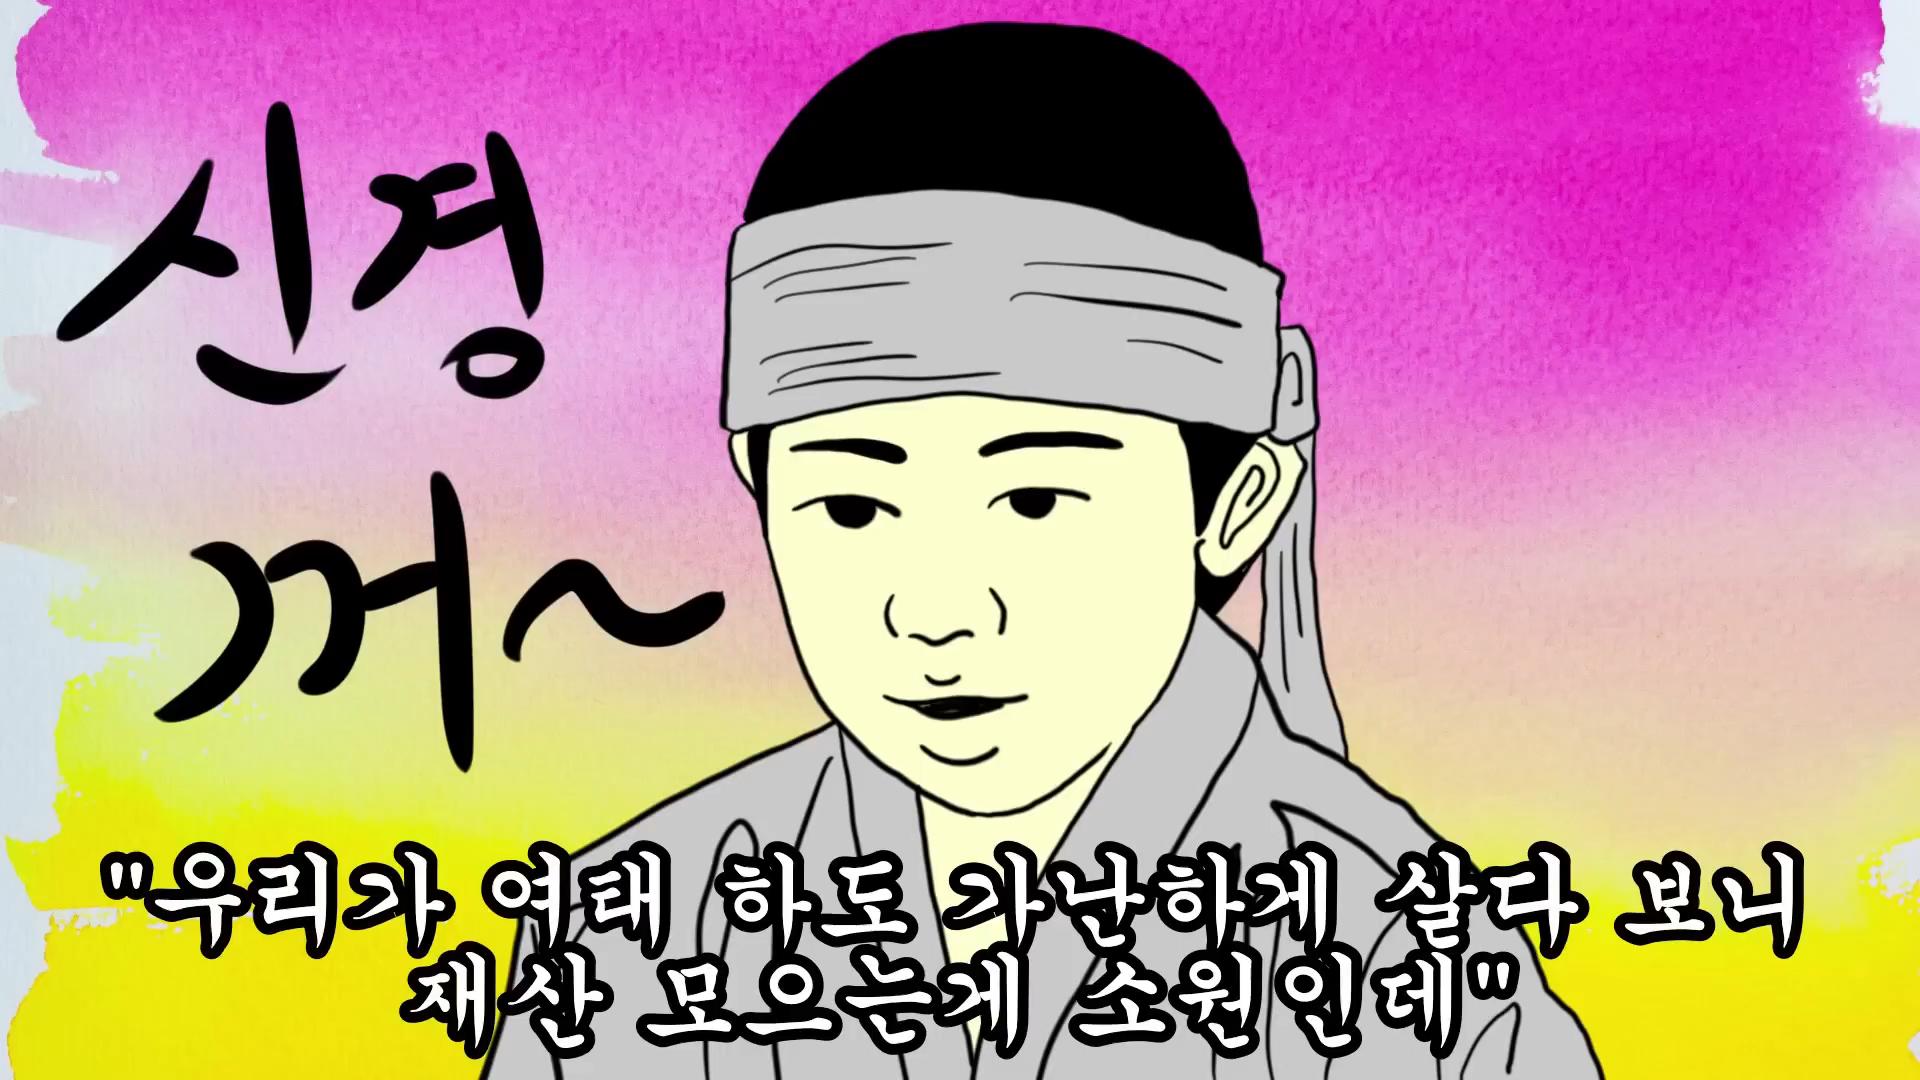 신경
꺼~
"우리가 여태 하도 가난하게 살다 보니
재산 모으는게 소원인데"